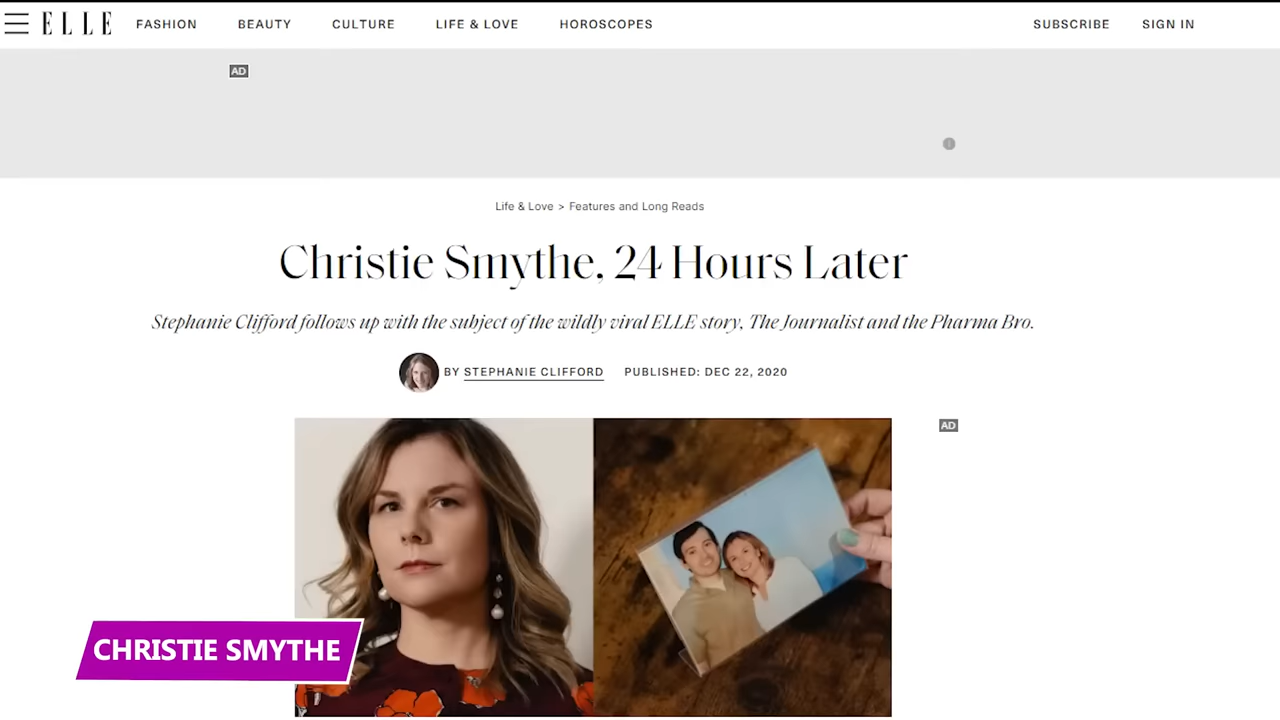 ELLE FASHION BEAUTY CULTURE LIFE & LOVE HOROSCOPES SUBSCRIBE SIGN IN
AD
Life & Love > Features and Long Reads
Christie Smythe, 24 Hours Later
Stephanie Clifford follows up with the subject of the wildly viral ELLE story, The Journalist and the Pharma Bro.
BY STEPHANIE CLIFFORD PUBLISHED: DEC 22, 2020
AD
CHRISTIE SMYTHE